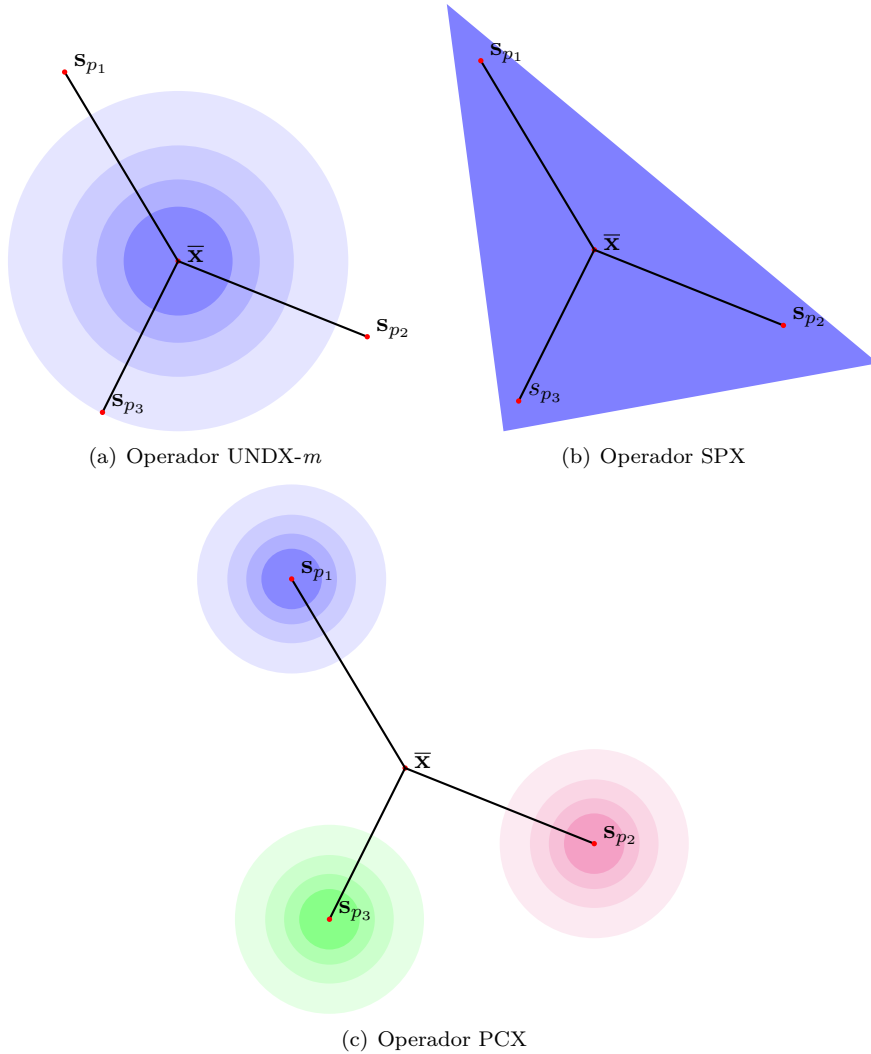 s_{p_1}
x̅
s_{p_2}
s_{p_3}
(a) Operador UNDX-m
s_{p_1}
x̅
s_{p_2}
s_{p_3}
(b) Operador SPX
s_{p_1}
x̅
s_{p_2}
s_{p_3}
(c) Operador PCX